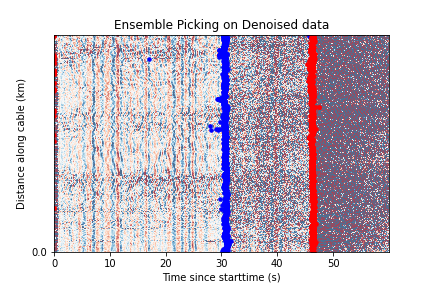 Ensemble Picking on Denoised data
Distance along cable (km)
0.0
0 10 20 30 40 50
Time since starttime (s)